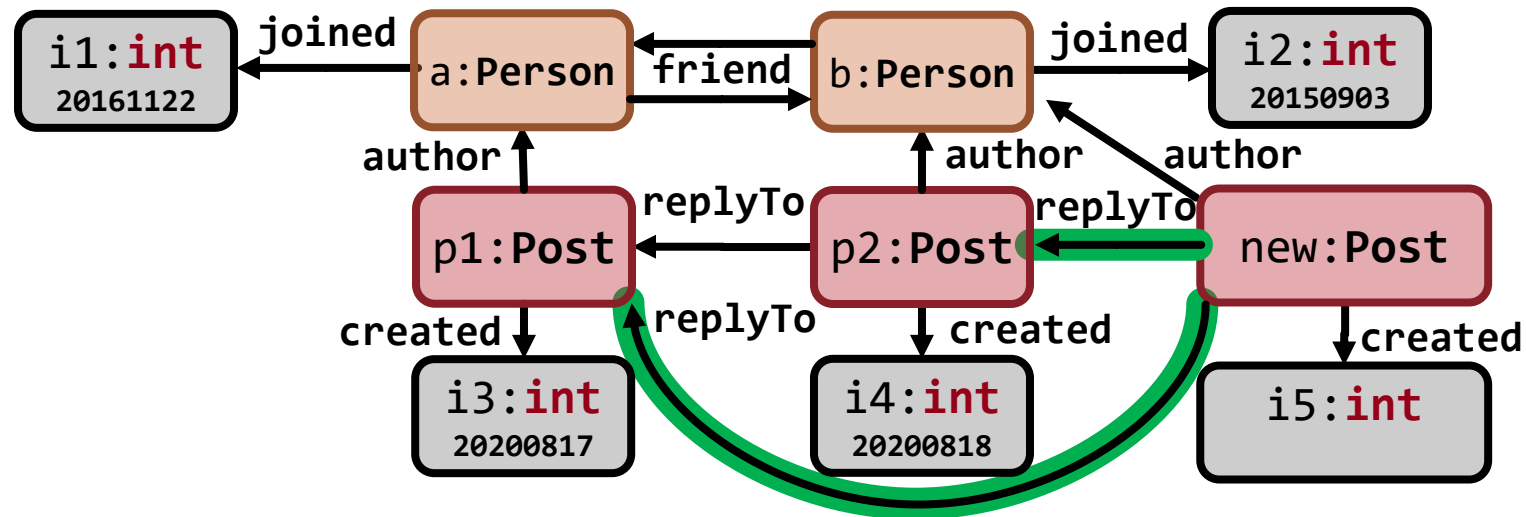 i1:int
20161122
joined
a:Person
friend
b:Person
joined
i2:int
20150903
author
author
author
p1:Post
replyTo
p2:Post
replyTo
new:Post
created
replyTo
created
created
i3:int
20200817
i4:int
20200818
i5:int